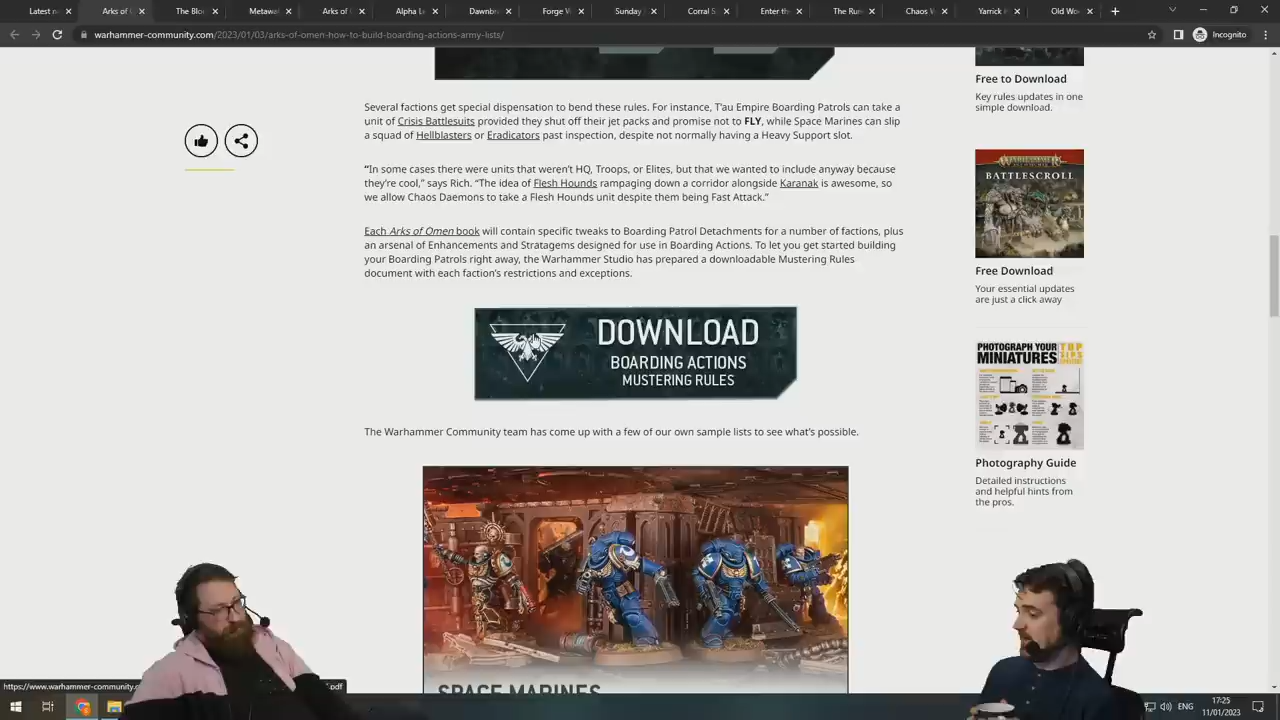 Latest n
Arks of
The Bo
Metawa
Arks of
Alpha Le
Dawnbr
Forge W
Sunday
Corral S
Enter the
The Run
Chaos W
Yarrick i
Old Wo
warhammer-community.com/2023/01/03/arks-of-omen-how-to-build-boarding-actions-army-lists/
Incognito
Several factions get special dispensation to bend these rules. For instance, T'au Empire Boarding Patrols can take a
unit of Crisis Battlesuits provided they shut off their jet packs and promise not to FLY, while Space Marines can slip
a squad of Hellblasters or Eradicators past inspection, despite not normally having a Heavy Support slot.
“In some cases there were units that weren’t HQ, Troops, or Elites, but that we wanted to include anyway because
they’re cool,” says Rich. “The idea of Flesh Hounds rampaging down a corridor alongside Karanak is awesome, so
we allow Chaos Daemons to take a Flesh Hounds unit despite them being Fast Attack.”
Each Arks of Omen book will contain specific tweaks to Boarding Patrol Detachments for a number of factions, plus
an arsenal of Enhancements and Stratagems designed for use in Boarding Actions. To let you get started building
your Boarding Patrols right away, the Warhammer Studio has prepared a downloadable Mustering Rules
document with each faction’s restrictions and exceptions.
DOWNLOAD
BOARDING ACTIONS
MUSTERING RULES
The Warhammer Community team have come up with a few of our own sample lists to show what’s possible.
SPACE MARINES
Free to Download
Key rules updates in one
simple download.
WARHAMMER
BATTLESCROLL
Free Download
Your essential updates
are just a click away
PHOTOGRAPH YOUR
MINIATURES
TOP
TIPS
Photography Guide
Detailed instructions
and helpful hints from
the pros.
https://www.warhammer-community.c
.pdf
ENG
17:25
11/01/2023